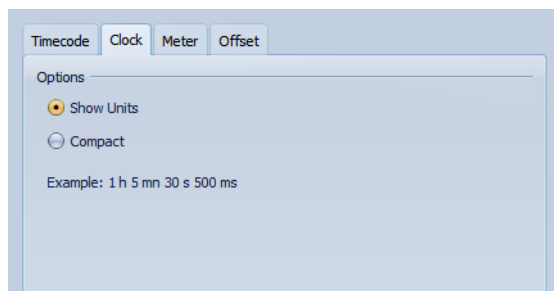 Timecode Clock Meter Offset
Options
Show Units
Compact
Example: 1 h 5 mn 30 s 500 ms